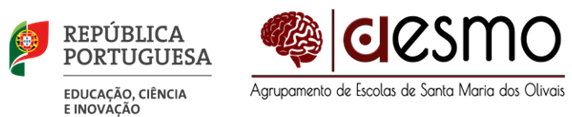 REPÚBLICA
PORTUGUESA
EDUCAÇÃO, CIÊNCIA
E INOVAÇÃO
aesmo
Agrupamento de Escolas de Santa Maria dos Olivais